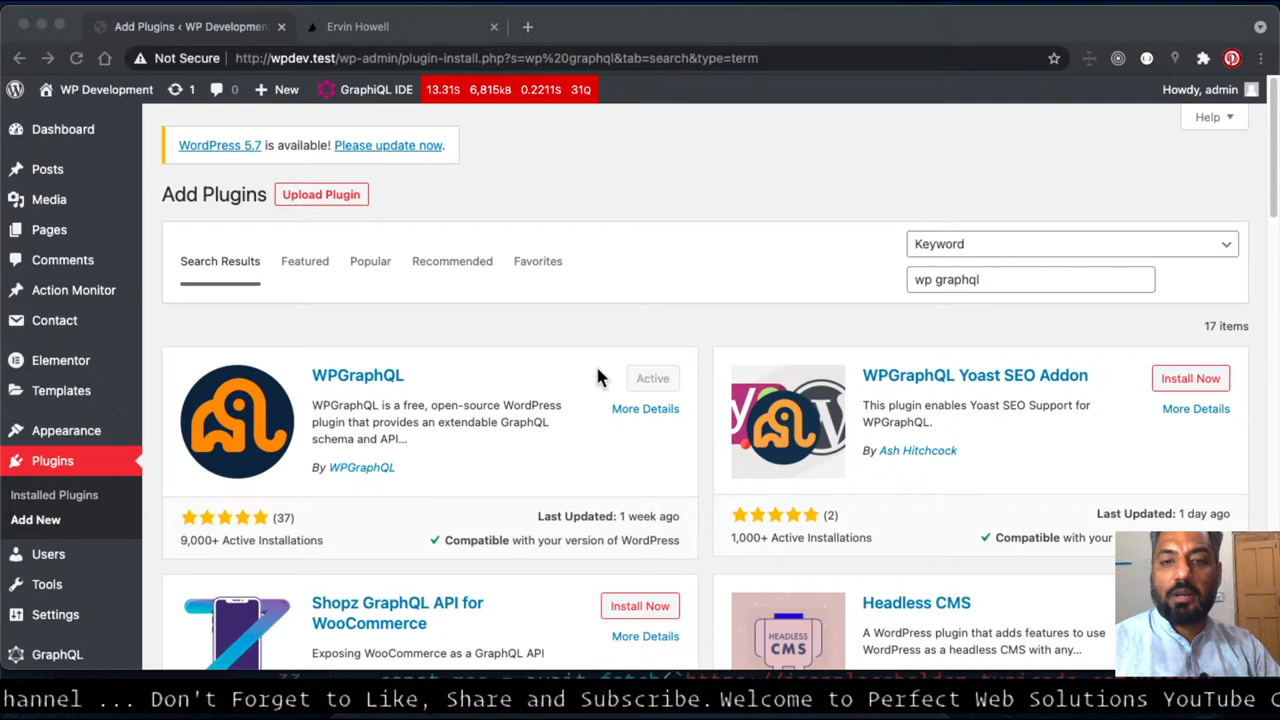 Add Plugins ‹ WP Developmen
Ervin Howell
Not Secure
http://wpdev.test/wp-admin/plugin-install.php?s=wp%20graphql&tab=search&type=term
WP Development
1
0
New
GraphiQL IDE
13.31S 6,815kB 0.2211S 31Q
Howdy, admin
Dashboard
Posts
Media
Pages
Comments
Action Monitor
Contact
Elementor
Templates
Appearance
Plugins
Installed Plugins
Add New
Users
Tools
Settings
GraphQL
Help
WordPress 5.7 is available! Please update now.
Add Plugins
Upload Plugin
Search Results
Featured
Popular
Recommended
Favorites
Keyword
wp graphql
17 items
WPGraphQL
Active
More Details
WPGraphQL is a free, open-source WordPress
plugin that provides an extendable GraphQL
schema and API...
By WPGraphQL
(37)
9,000+ Active Installations
Last Updated: 1 week ago
Compatible with your version of WordPress
WPGraphQL Yoast SEO Addon
Install Now
More Details
This plugin enables Yoast SEO Support for
WPGraphQL.
By Ash Hitchcock
(2)
1,000+ Active Installations
Last Updated: 1 day ago
Compatible with your
Shopz GraphQL API for
WooCommerce
Install Now
More Details
Exposing WooCommerce as a GraphQL API
Headless CMS
HEADLESS
CMS
A WordPress plugin that adds features to use
WordPress as a headless CMS with any...
hannel ... Don't Forget to Like, Share and Subscribe. Welcome to Perfect Web Solutions YouTube C